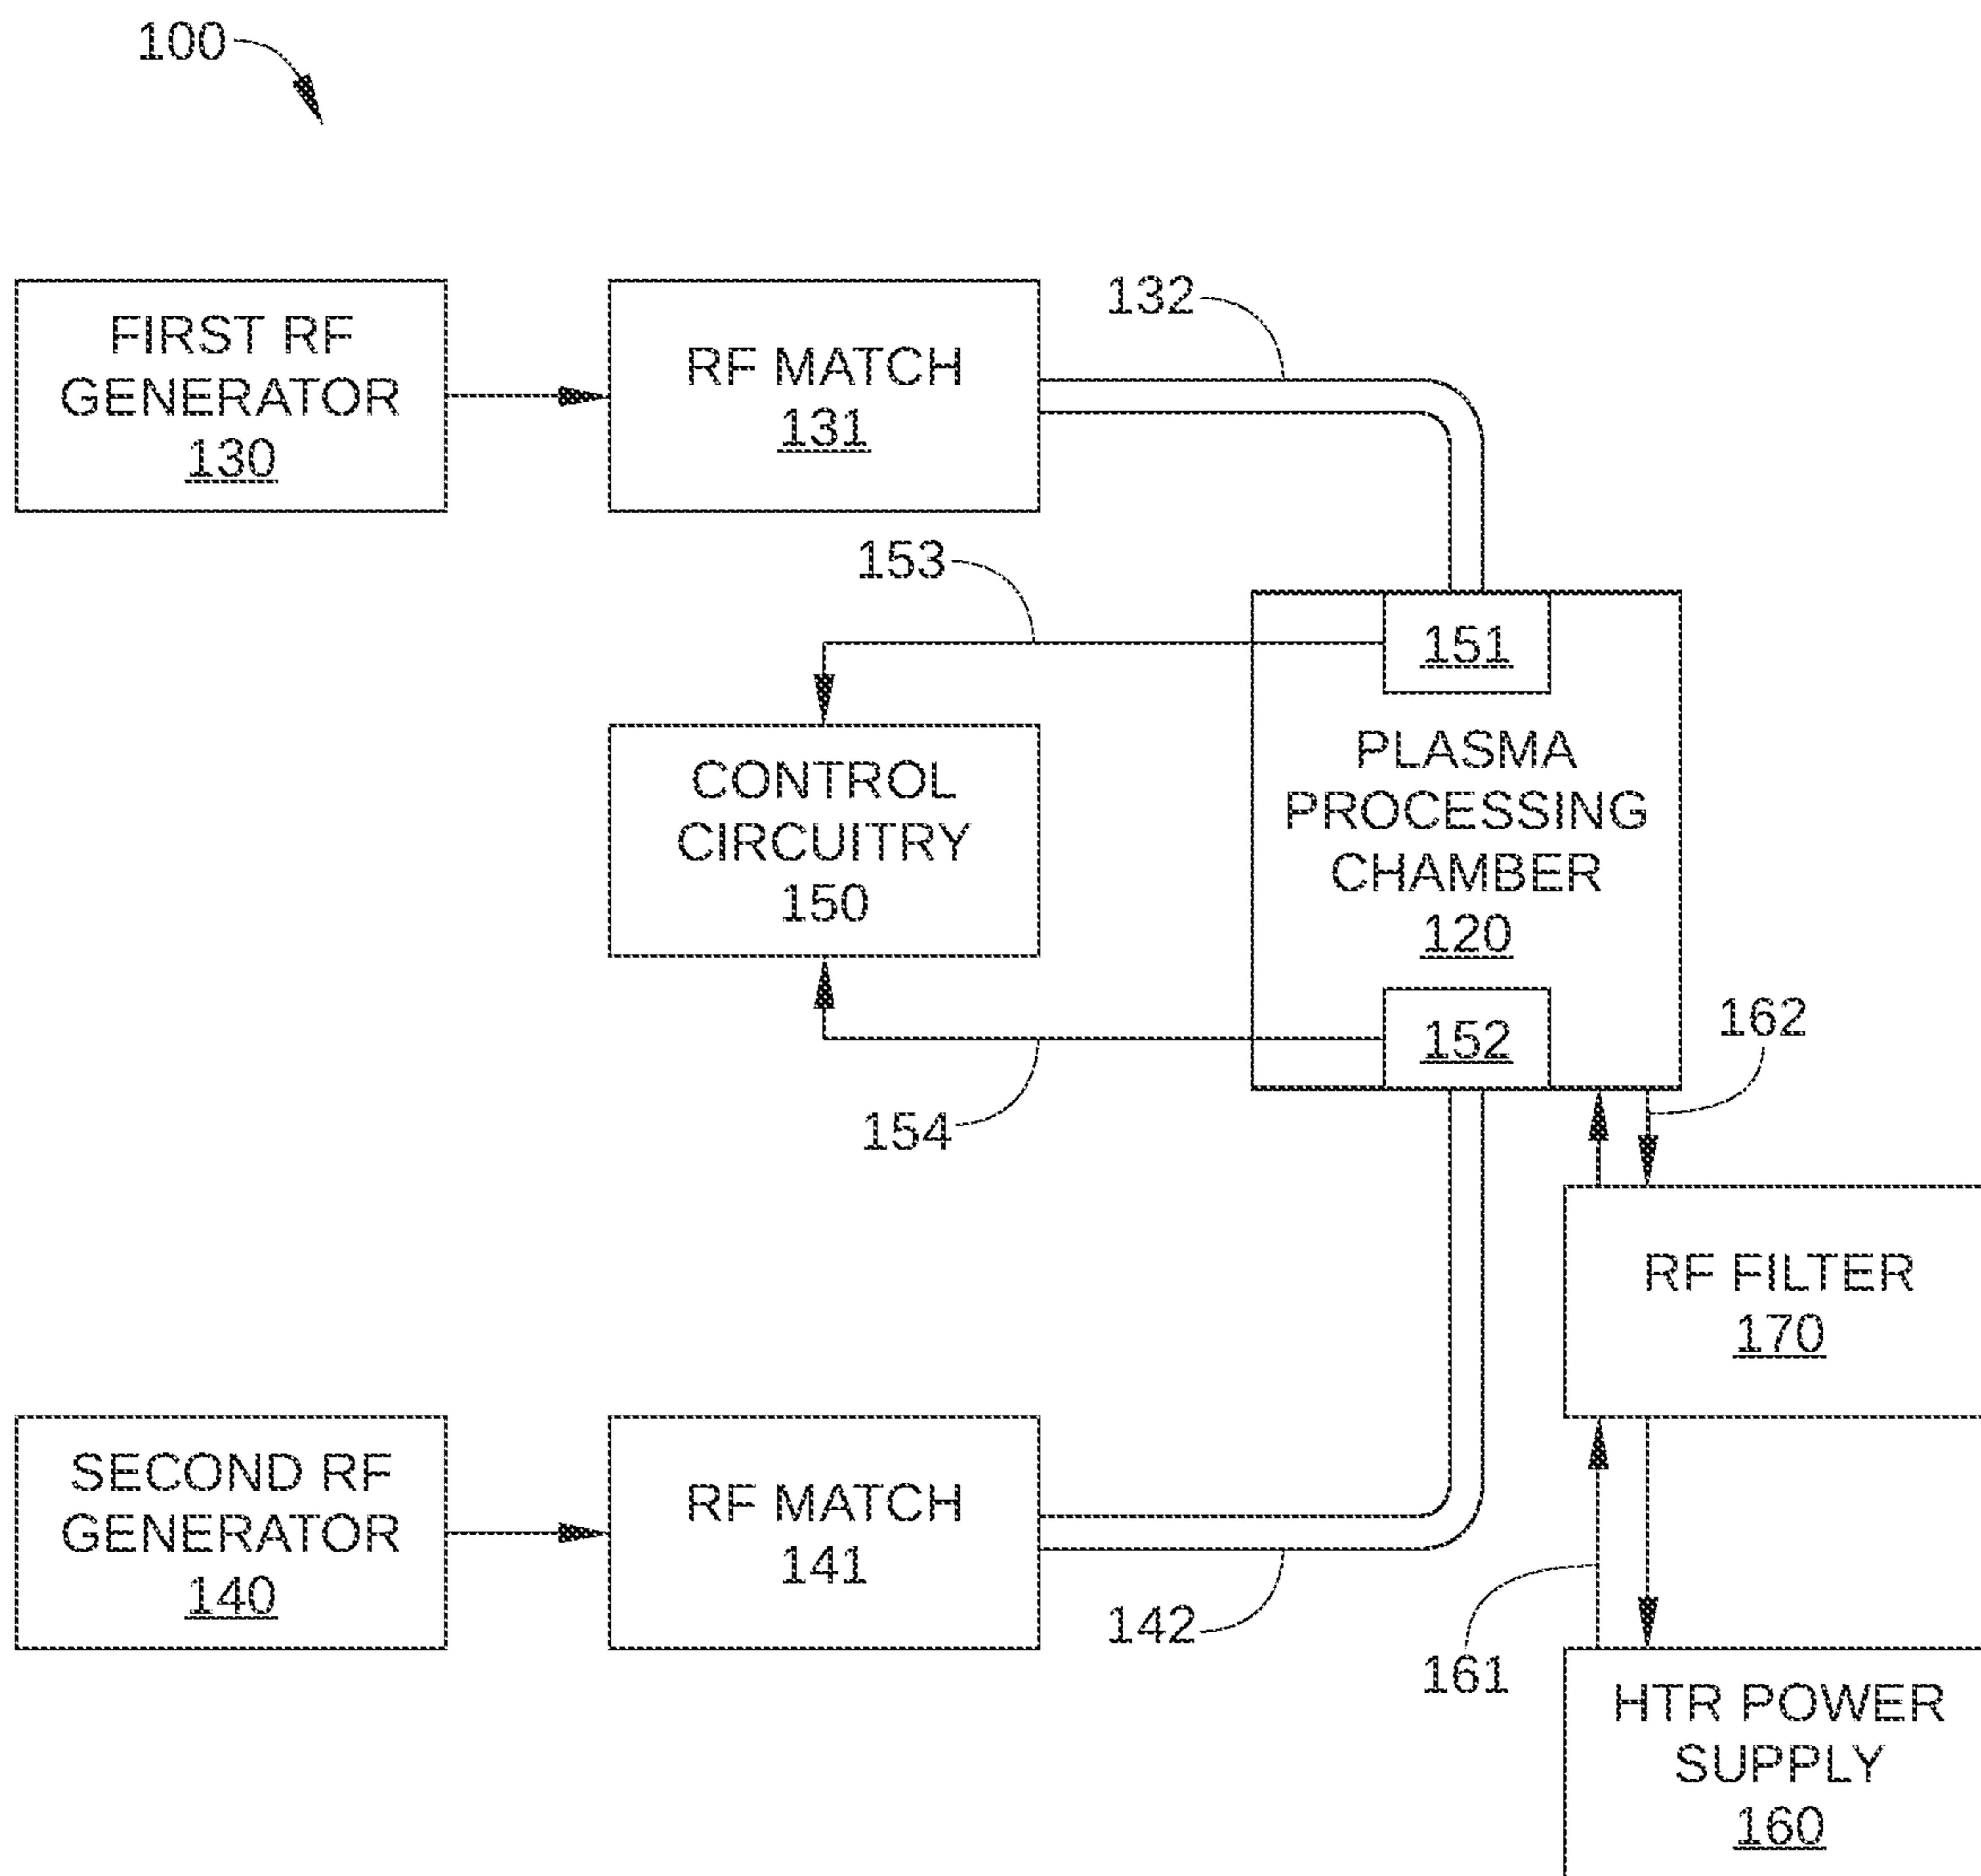 100
FIRST RF
GENERATOR
130
RF MATCH
131
132
153
151
CONTROL
CIRCUITRY
150
PLASMA
PROCESSING
CHAMBER
120
152
162
154
RF FILTER
170
SECOND RF
GENERATOR
140
RF MATCH
141
142
161
HTR POWER
SUPPLY
160